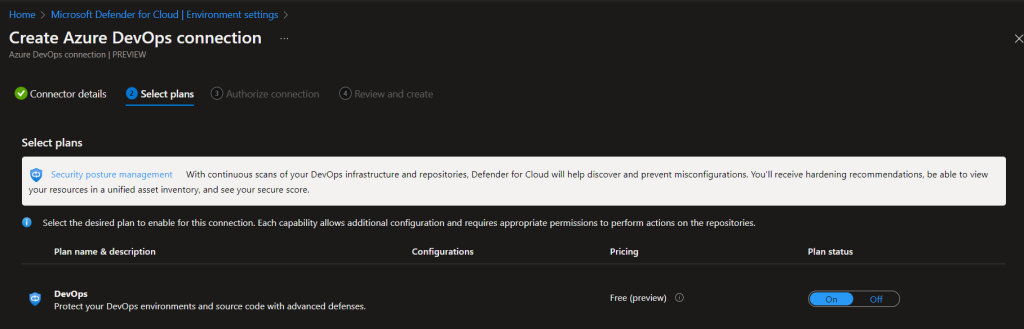 Home > Microsoft Defender for Cloud | Environment settings >
Create Azure DevOps connection ...
Azure DevOps connection | PREVIEW
Connector details 2 Select plans 3 Authorize connection 4 Review and create
Select plans
Security posture management With continuous scans of your DevOps infrastructure and repositories, Defender for Cloud will help discover and prevent misconfigurations. You'll receive hardening recommendations, be able to view
your resources in a unified asset inventory, and see your secure score.
Select the desired plan to enable for this connection. Each capability allows additional configuration and requires appropriate permissions to perform actions on the repositories.
Plan name & description Configurations Pricing Plan status
DevOps
Protect your DevOps environments and source code with advanced defenses. Free (preview) On Off